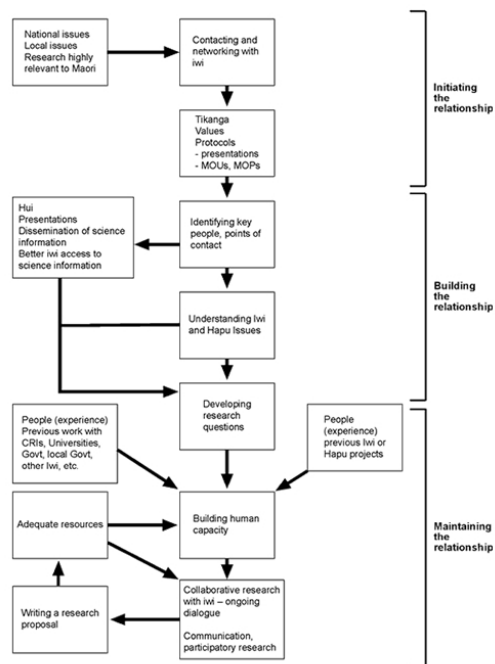 National issues
Local issues
Research highly
relevant to Maori
Contacting and
networking with
iwi
Initiating
the
relationship
Tikanga
Values
Protocols
- presentations
- MOUs, MOPs
Hui
Presentations
Dissemination of science
information
Better iwi access to
science information
Identifying key
people, points of
contact
Building
the
relationship
Understanding Iwi
and Hapu Issues
Developing
research
questions
People (experience)
Previous work with
CRIs, Universities,
Govt, local Govt,
other Iwi, etc.
People
(experience)
previous Iwi or
Hapu projects
Adequate resources
Building human
capacity
Maintaining
the
relationship
Writing a research
proposal
Collaborative research
with iwi – ongoing
dialogue
Communication,
participatory research